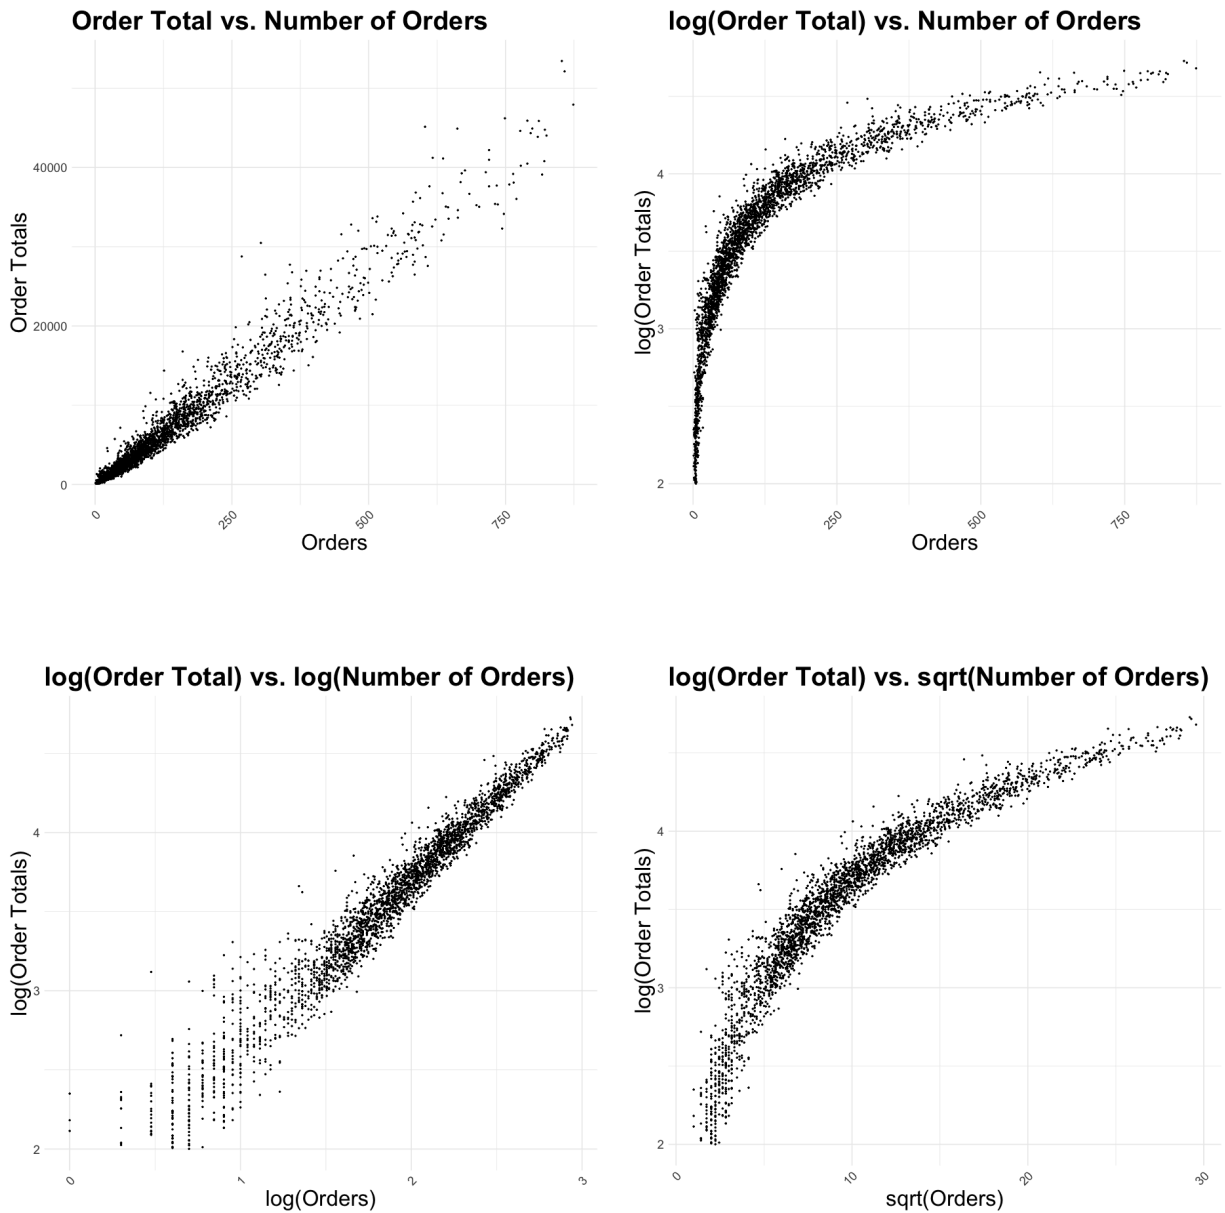 Order Total vs. Number of Orders
Order Totals
40000
20000
0
0
250
500
750
Orders
log(Order Total) vs. Number of Orders
log(Order Totals)
4
3
2
0
250
500
750
Orders
log(Order Total) vs. log(Number of Orders)
log(Order Totals)
4
3
2
0
1
2
3
log(Orders)
log(Order Total) vs. sqrt(Number of Orders)
log(Order Totals)
4
3
2
0
10
20
30
sqrt(Orders)